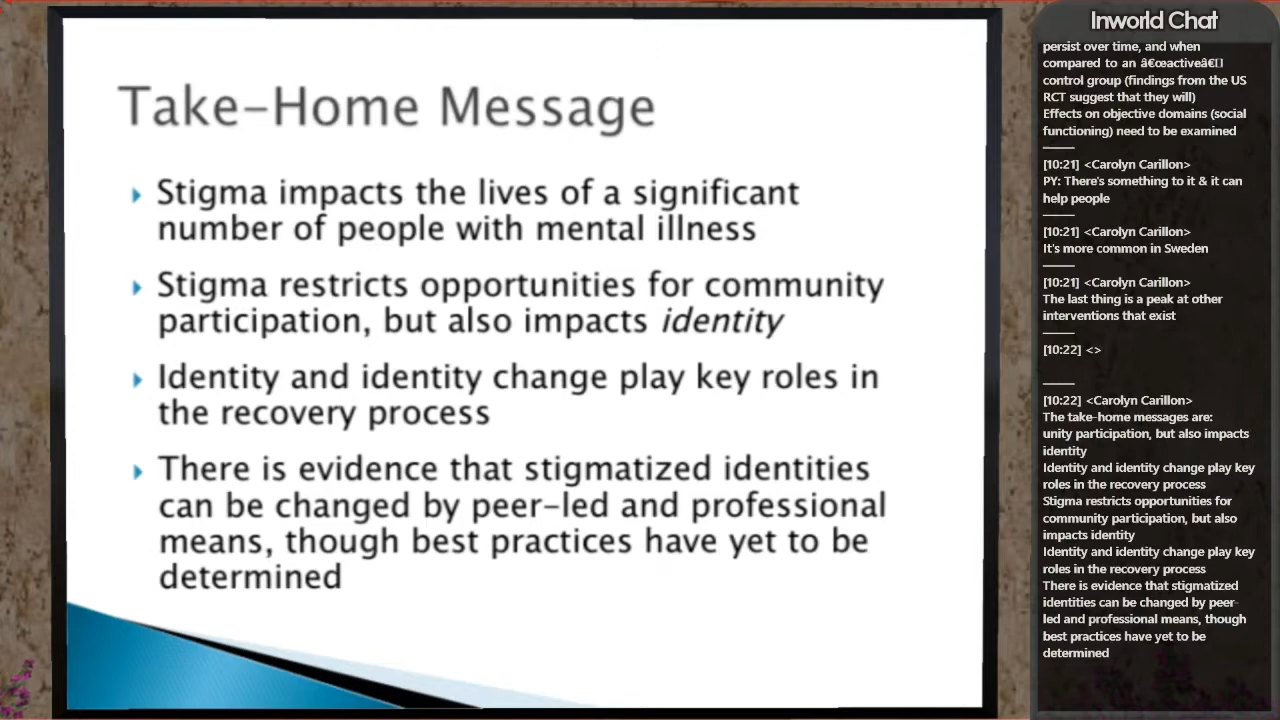 Take-Home Message
Stigma impacts the lives of a significant
number of people with mental illness
Stigma restricts opportunities for community
participation, but also impacts identity
Identity and identity change play key roles in
the recovery process
There is evidence that stigmatized identities
can be changed by peer-led and professional
means, though best practices have yet to be
determined
Inworld Chat
persist over time, and when
compared to an â€œactiveâ€
control group (findings from the US
RCT suggest that they will)
Effects on objective domains (social
functioning) need to be examined
[10:21] <Carolyn Carillon>
PY: There's something to it & it can
help people
[10:21] <Carolyn Carillon>
It's more common in Sweden
[10:21] <Carolyn Carillon>
The last thing is a peak at other
interventions that exist
[10:22] <>
[10:22] <Carolyn Carillon>
The take-home messages are:
unity participation, but also impacts
identity
Identity and identity change play key
roles in the recovery process
Stigma restricts opportunities for
community participation, but also
impacts identity
Identity and identity change play key
roles in the recovery process
There is evidence that stigmatized
identities can be changed by peer-
led and professional means, though
best practices have yet to be
determined